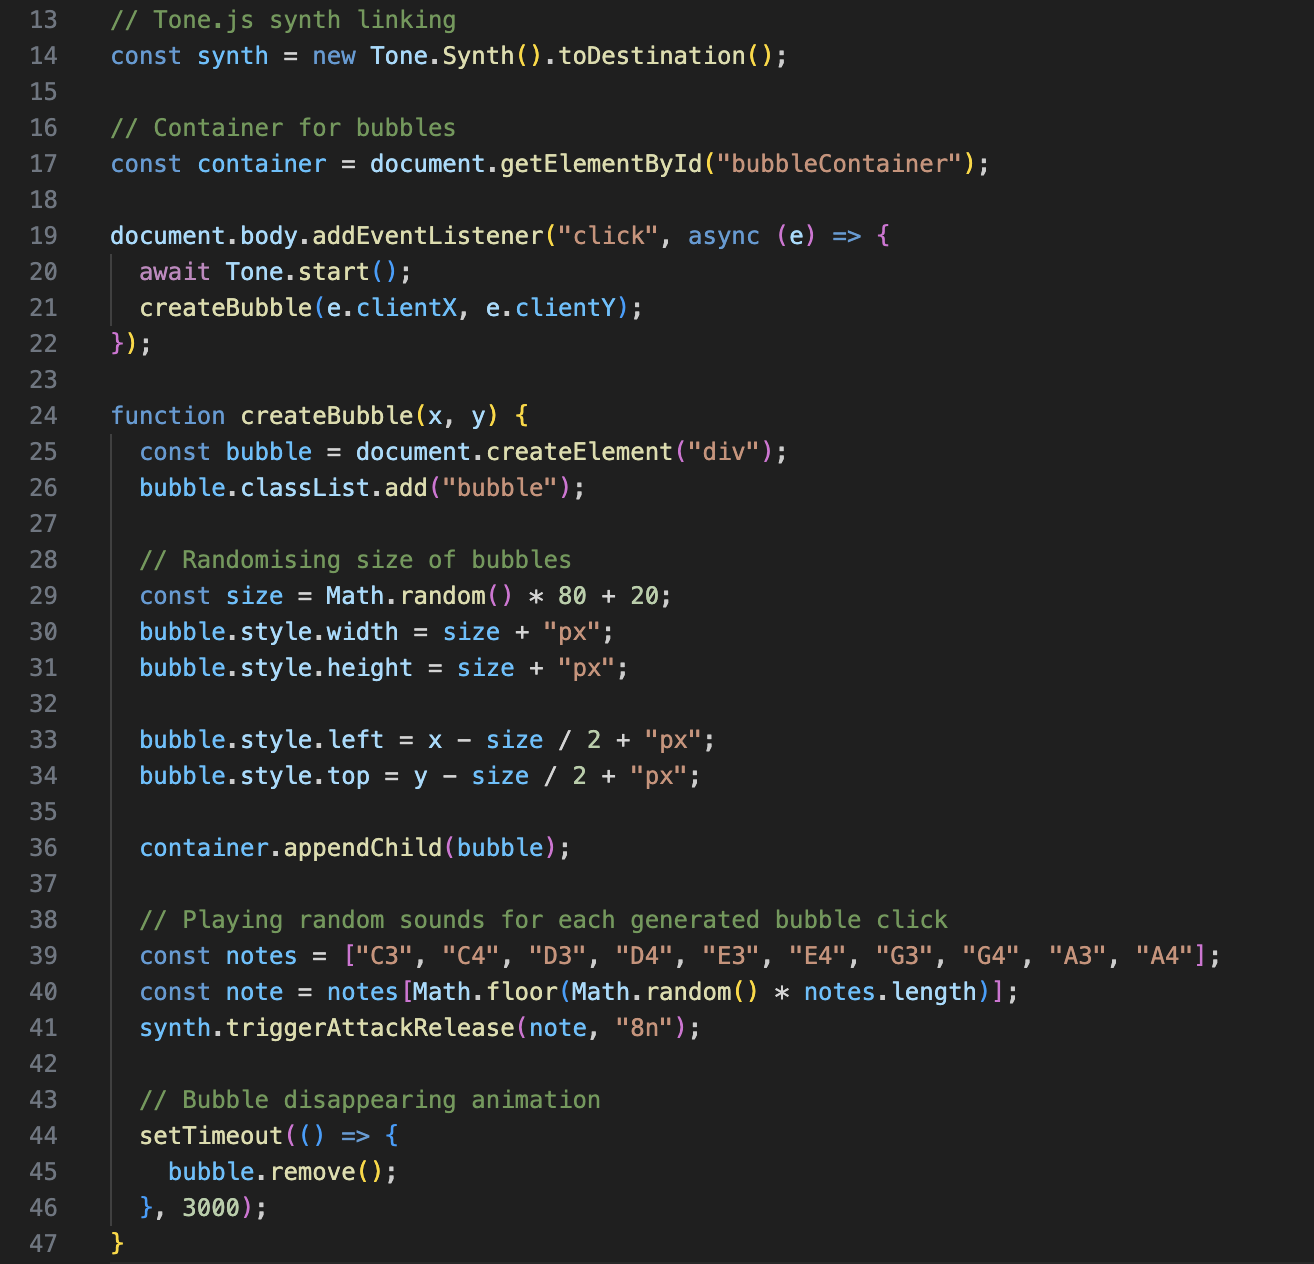 13 // Tone.js synth linking
14 const synth = new Tone.Synth().toDestination();
15
16 // Container for bubbles
17 const container = document.getElementById("bubbleContainer");
18
19 document.body.addEventListener("click", async (e) => {
20   await Tone.start();
21   createBubble(e.clientX, e.clientY);
22 });
23
24 function createBubble(x, y) {
25   const bubble = document.createElement("div");
26   bubble.classList.add("bubble");
27
28   // Randomising size of bubbles
29   const size = Math.random() * 80 + 20;
30   bubble.style.width = size + "px";
31   bubble.style.height = size + "px";
32
33   bubble.style.left = x - size / 2 + "px";
34   bubble.style.top = y - size / 2 + "px";
35
36   container.appendChild(bubble);
37
38   // Playing random sounds for each generated bubble click
39   const notes = ["C3", "C4", "D3", "D4", "E3", "E4", "G3", "G4", "A3", "A4"];
40   const note = notes[Math.floor(Math.random() * notes.length)];
41   synth.triggerAttackRelease(note, "8n");
42
43   // Bubble disappearing animation
44   setTimeout(() => {
45     bubble.remove();
46   }, 3000);
47 }